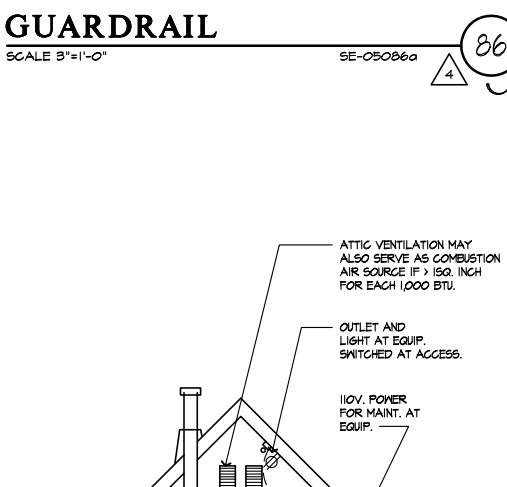 GUARDRAIL
SCALE 3"=1'-0"
SE-05086a
86
4
ATTIC VENTILATION MAY
ALSO SERVE AS COMBUSTION
AIR SOURCE IF > 1SQ. INCH
FOR EACH 1,000 BTU.
OUTLET AND
LIGHT AT EQUIP.
SWITCHED AT ACCESS.
110V. POWER
FOR MAINT. AT
EQUIP.